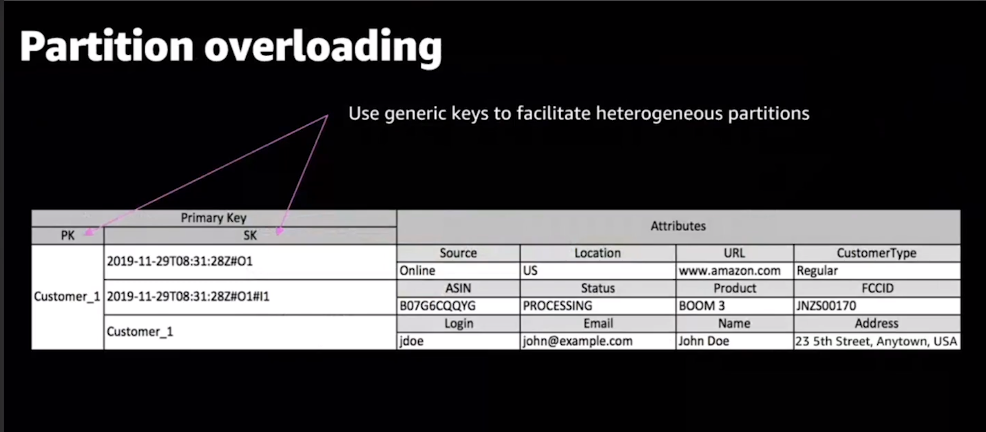 Partition overloading
Use generic keys to facilitate heterogeneous partitions
Primary Key
Attributes
PK
SK
Customer_1
2019-11-29T08:31:28Z#O1
Source
Location
URL
CustomerType
Online
US
www.amazon.com
Regular
2019-11-29T08:31:28Z#O1#I1
ASIN
Status
Product
FCCID
B07G6CQQYG
PROCESSING
BOOM 3
JNZS00170
Customer_1
Login
Email
Name
Address
jdoe
john@example.com
John Doe
23 5th Street, Anytown, USA